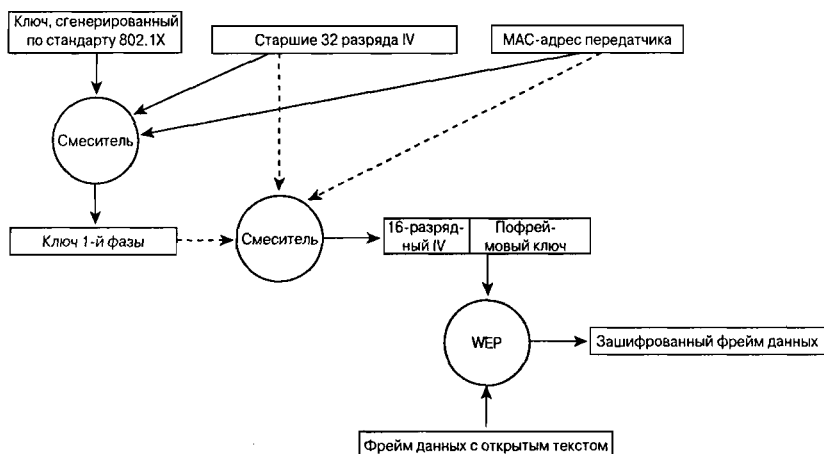 Ключ, сгенерированный
по стандарту 802.1X
Старшие 32 разряда IV
МАС-адрес передатчика
Смеситель
Ключ 1-й фазы
Смеситель
16-разряд-
ный IV
Пофрей-
мовый ключ
WEP
Зашифрованный фрейм данных
Фрейм данных с открытым текстом